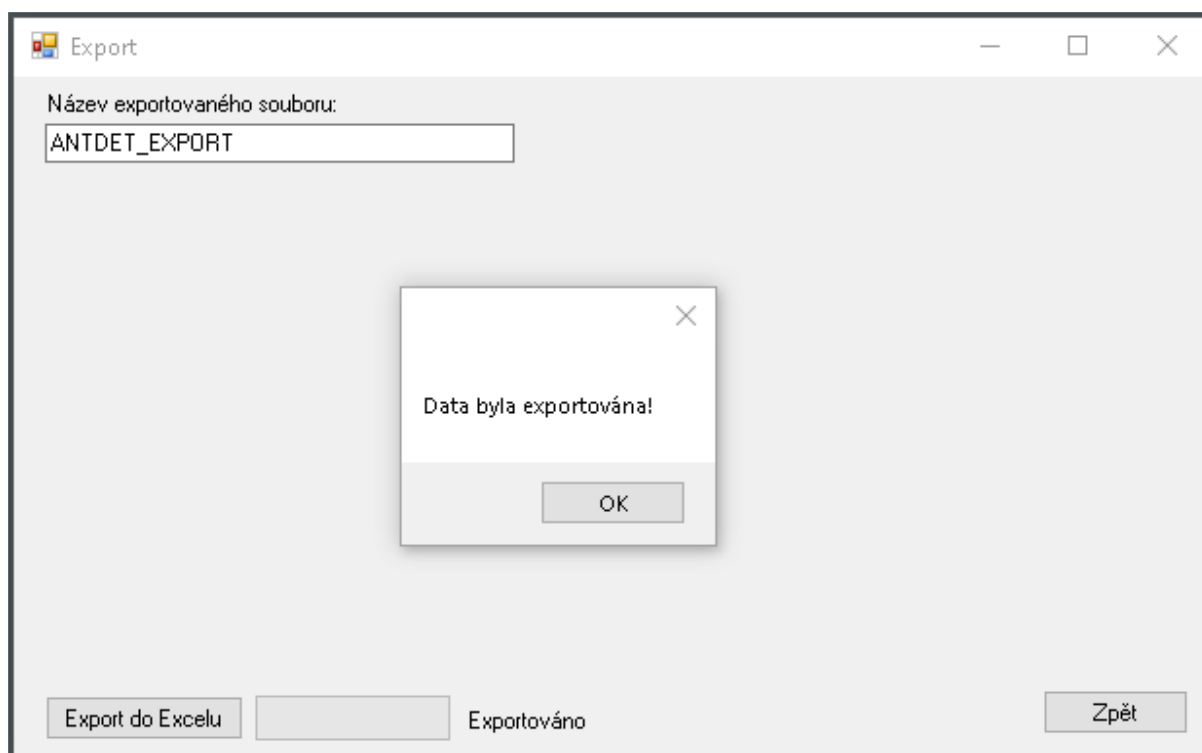 Export
Název exportovaného souboru:
ANTDET_EXPORT
Data byla exportována!
OK
Export do Excelu
Exportováno
Zpět